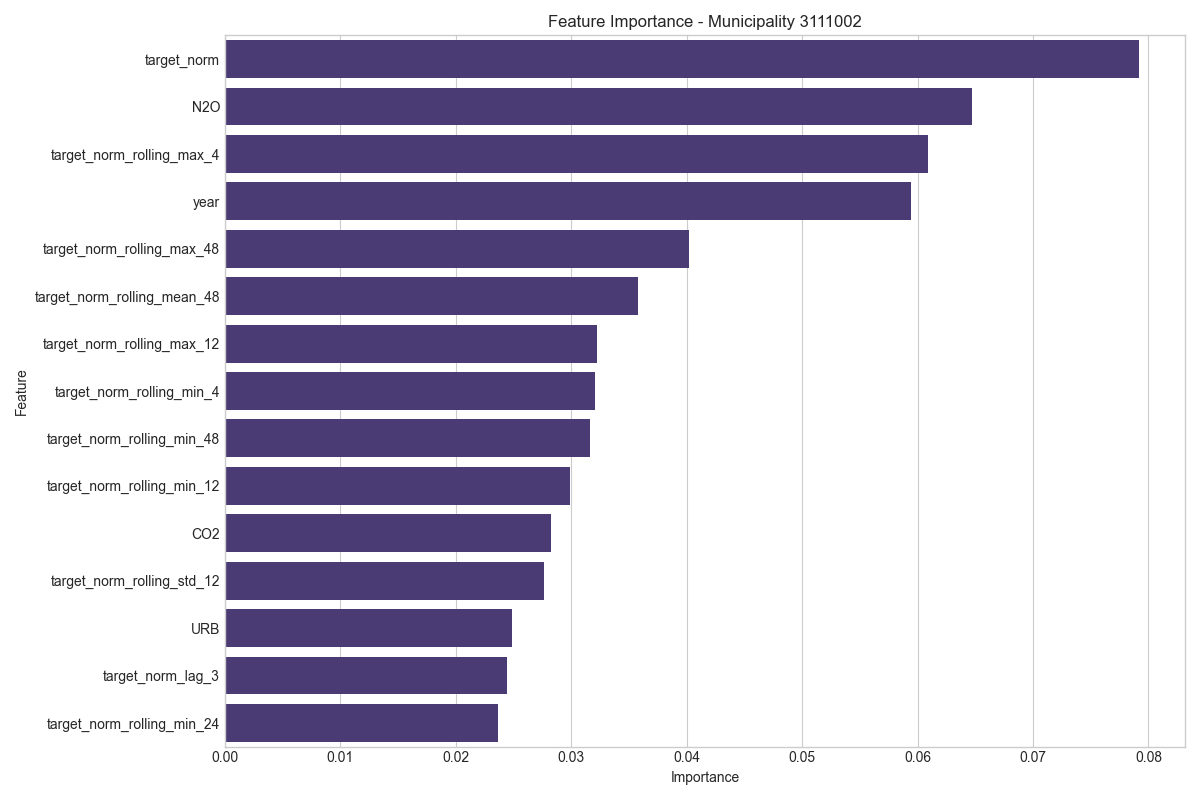 Feature Importance - Municipality 3111002
target_norm
N2O
target_norm_rolling_max_4
year
target_norm_rolling_max_48
target_norm_rolling_mean_48
target_norm_rolling_max_12
target_norm_rolling_min_4
target_norm_rolling_min_48
target_norm_rolling_min_12
CO2
target_norm_rolling_std_12
URB
target_norm_lag_3
target_norm_rolling_min_24
Feature
0.00 0.01 0.02 0.03 0.04 0.05 0.06 0.07 0.08
Importance